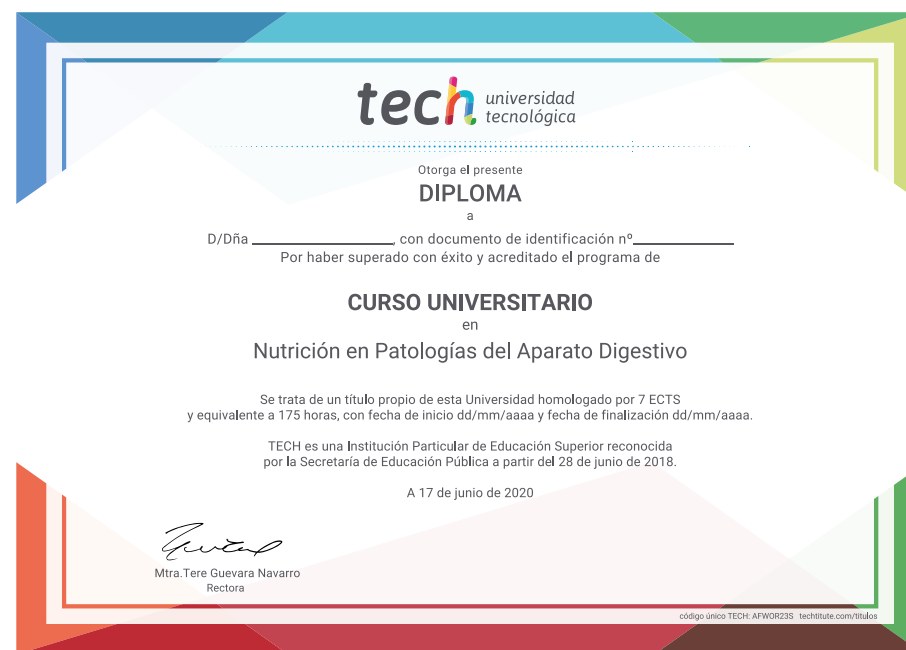 tech universidad
tecnológica
Otorga el presente
DIPLOMA
a
D/Dña , con documento de identificación nº
Por haber superado con éxito y acreditado el programa de
CURSO UNIVERSITARIO
en
Nutrición en Patologías del Aparato Digestivo
Se trata de un título propio de esta Universidad homologado por 7 ECTS
y equivalente a 175 horas, con fecha de inicio dd/mm/aaaa y fecha de finalización dd/mm/aaaa.
TECH es una Institución Particular de Educación Superior reconocida
por la Secretaría de Educación Pública a partir del 28 de junio de 2018.
A 17 de junio de 2020
Mtra.Tere Guevara Navarro
Rectora
código único TECH: AFWOR23S techtitute.com/titulos